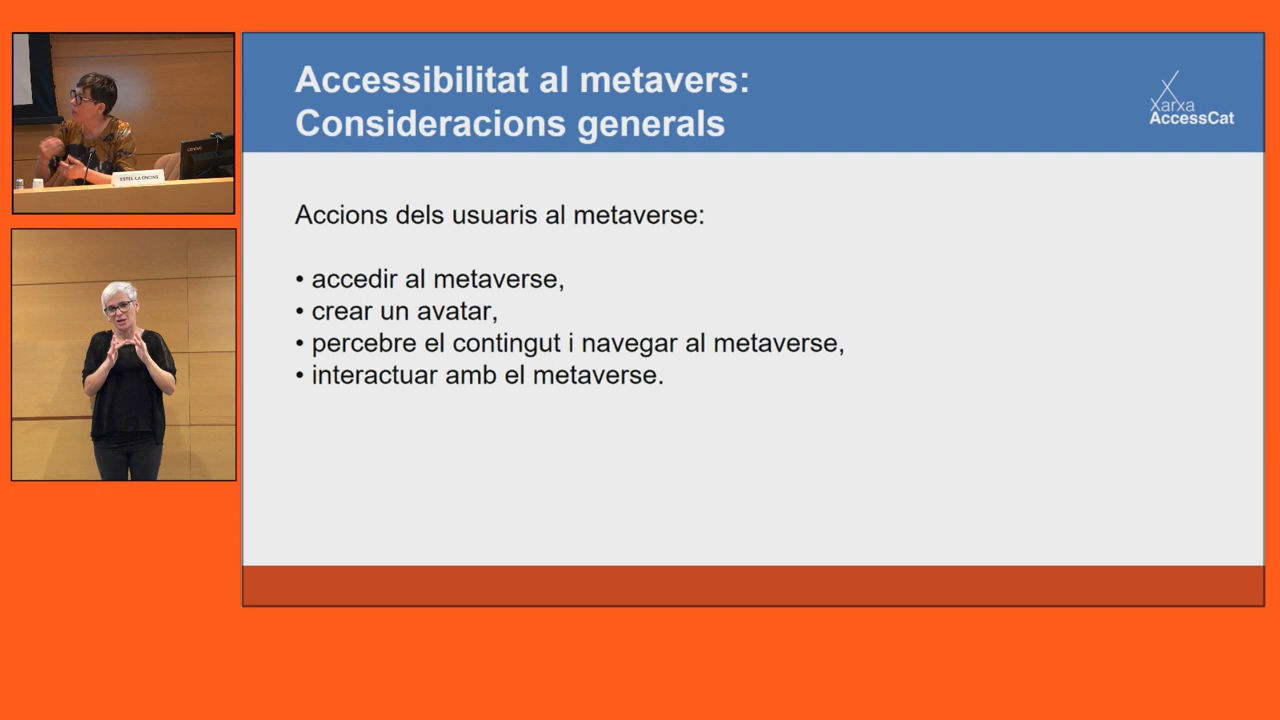 Accessibilitat al metavers:
Consideracions generals
Xarxa
AccessCat
Accions dels usuaris al metaverse:
• accedir al metaverse,
• crear un avatar,
• percebre el contingut i navegar al metaverse,
• interactuar amb el metaverse.
Lenovo